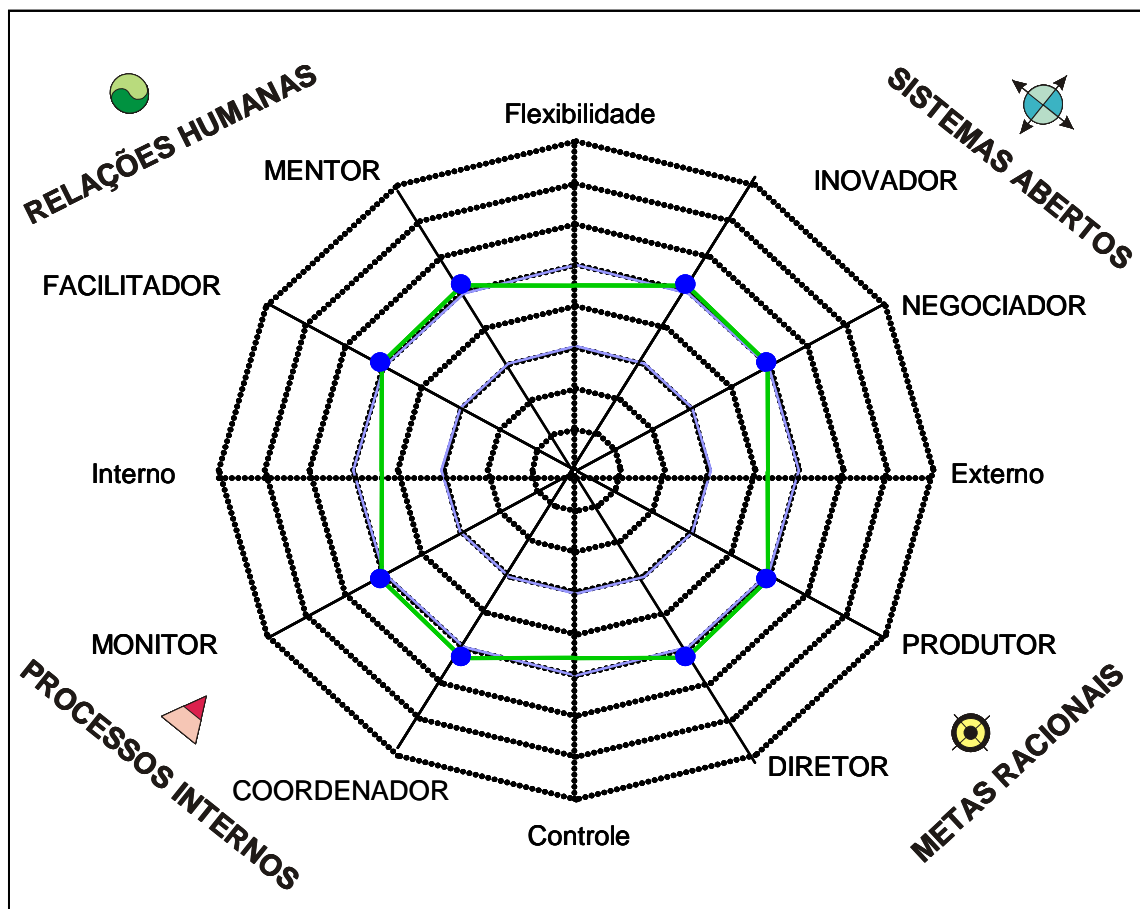 RELAÇÕES HUMANAS
SISTEMAS ABERTOS
Flexibilidade
MENTOR
INOVADOR
FACILITADOR
NEGOCIADOR
Interno
Externo
MONITOR
PRODUTOR
PROCESSOS INTERNOS
METAS RACIONAIS
DIRETOR
COORDENADOR
Controle